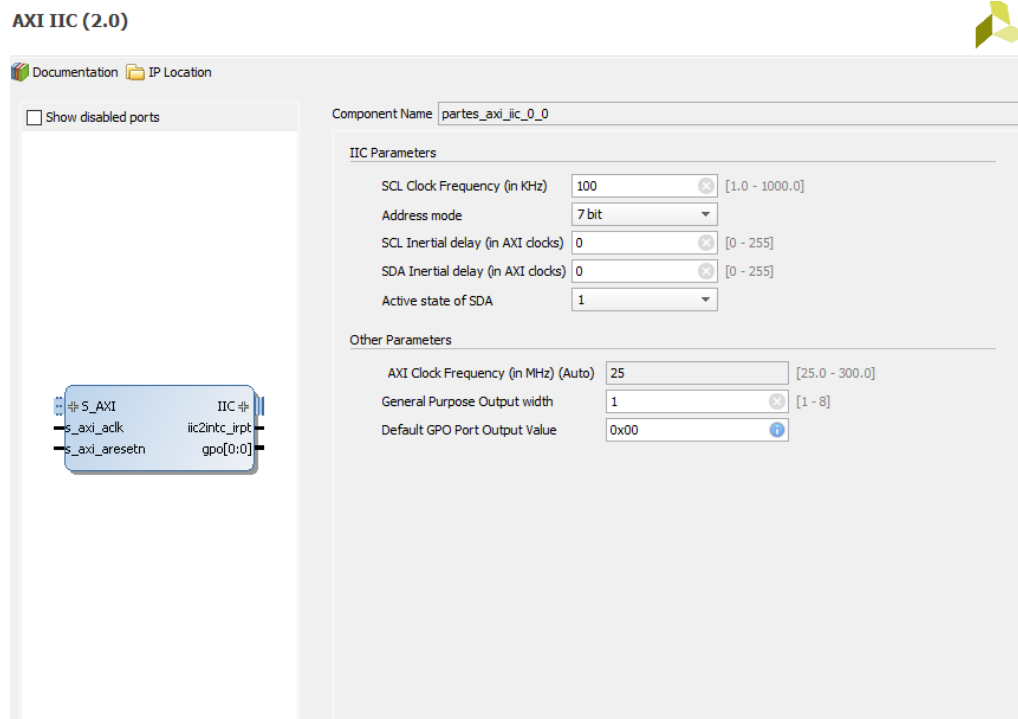 AXI IIC (2.0)
Documentation IP Location
Show disabled ports
S_AXI IIC
s_axi_aclk iic2intc_irpt
s_axi_aresetn gpo[0:0]
Component Name partes_axi_iic_0_0
IIC Parameters
SCL Clock Frequency (in KHz) 100 [1.0 - 1000.0]
Address mode 7 bit
SCL Inertial delay (in AXI clocks) 0 [0 - 255]
SDA Inertial delay (in AXI clocks) 0 [0 - 255]
Active state of SDA 1
Other Parameters
AXI Clock Frequency (in MHz) (Auto) 25 [25.0 - 300.0]
General Purpose Output width 1 [1 - 8]
Default GPO Port Output Value 0x00